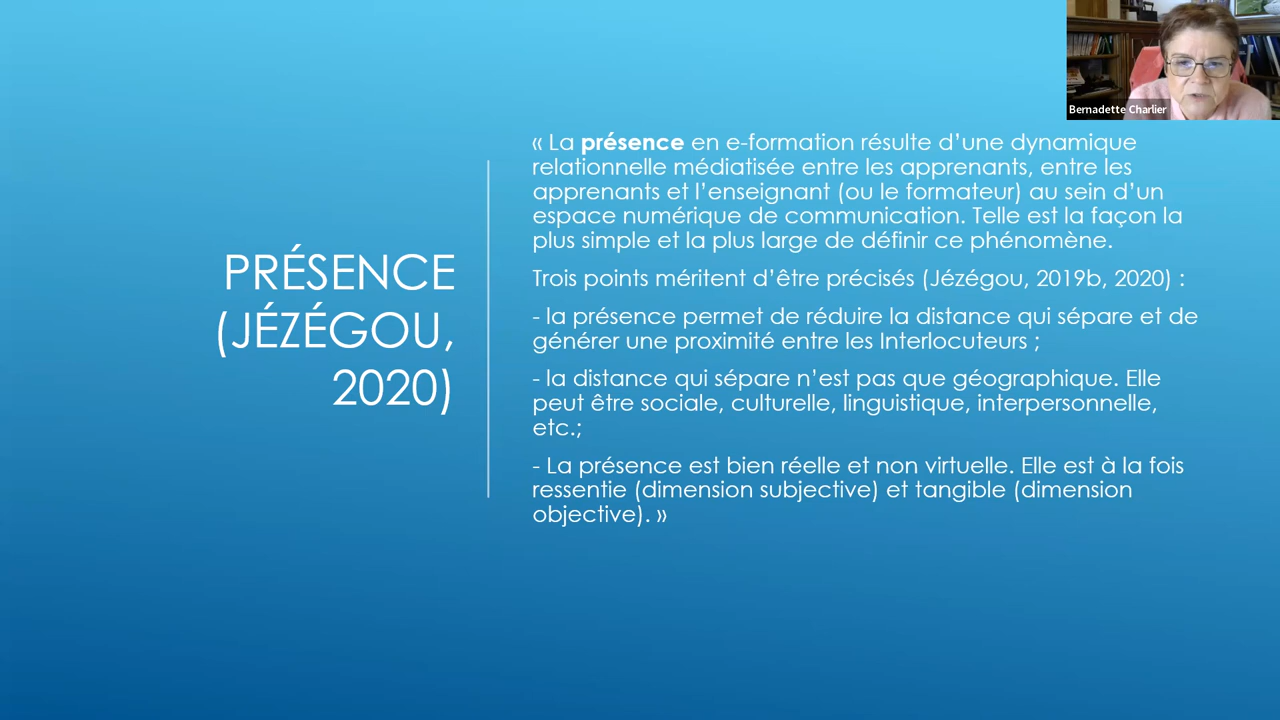 Bernadette Charlier
PRÉSENCE
(JÉZÉGOU,
2020)
« La présence en e-formation résulte d’une dynamique
relationnelle médiatisée entre les apprenants, entre les
apprenants et l’enseignant (ou le formateur) au sein d’un
espace numérique de communication. Telle est la façon la
plus simple et la plus large de définir ce phénomène.
Trois points méritent d’être précisés (Jézégou, 2019b, 2020) :
- la présence permet de réduire la distance qui sépare et de
générer une proximité entre les Interlocuteurs ;
- la distance qui sépare n’est pas que géographique. Elle
peut être sociale, culturelle, linguistique, interpersonnelle,
etc.;
- La présence est bien réelle et non virtuelle. Elle est à la fois
ressentie (dimension subjective) et tangible (dimension
objective). »